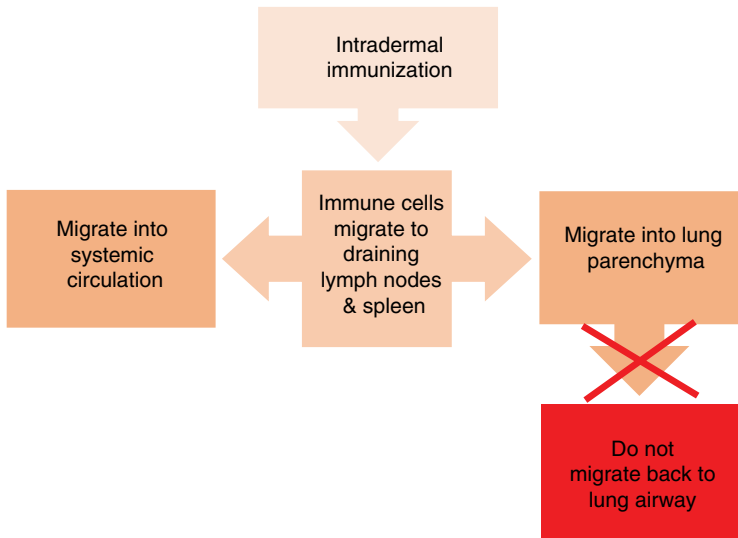 Intradermal
immunization
Migrate into
systemic
circulation
Immune cells
migrate to
draining
lymph nodes
& spleen
Migrate into lung
parenchyma
Do not
migrate back to
lung airway